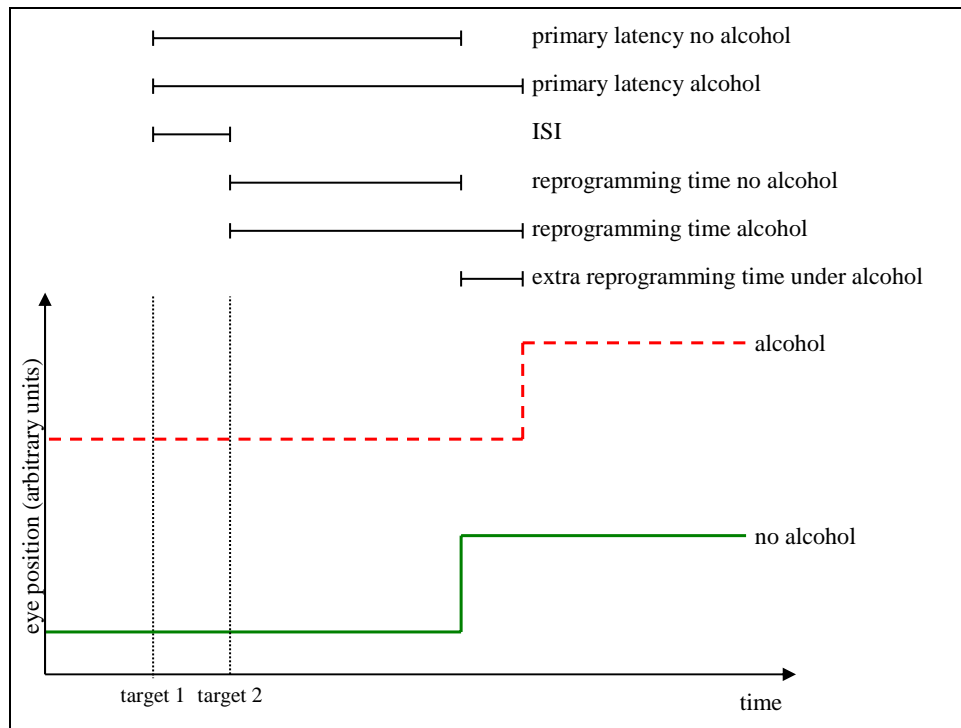 primary latency no alcohol
primary latency alcohol
ISI
reprogramming time no alcohol
reprogramming time alcohol
extra reprogramming time under alcohol
eye position (arbitrary units)
alcohol
no alcohol
target 1
target 2
time